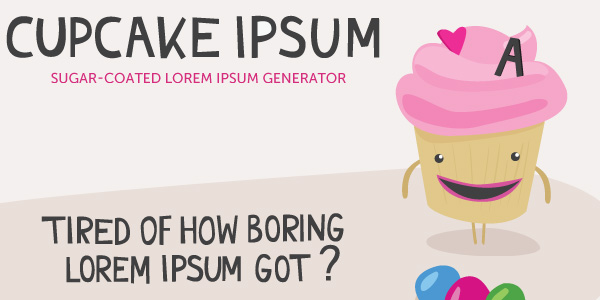 CUPCAKE IPSUM
SUGAR-COATED LOREM IPSUM GENERATOR
A
TIRED OF HOW BORING
LOREM IPSUM GOT ?